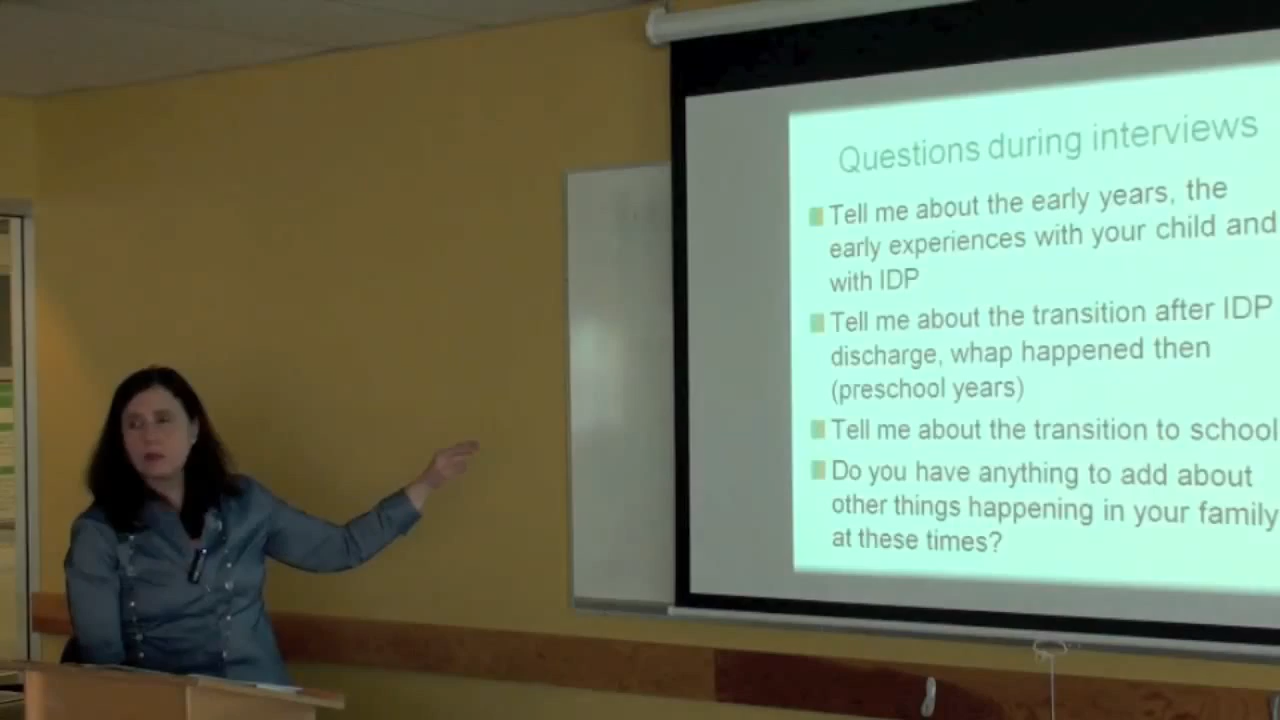 Questions during interviews
Tell me about the early years, the
early experiences with your child and
with IDP
Tell me about the transition after IDP
discharge, whap happened then
(preschool years)
Tell me about the transition to school
Do you have anything to add about
other things happening in your family
at these times?